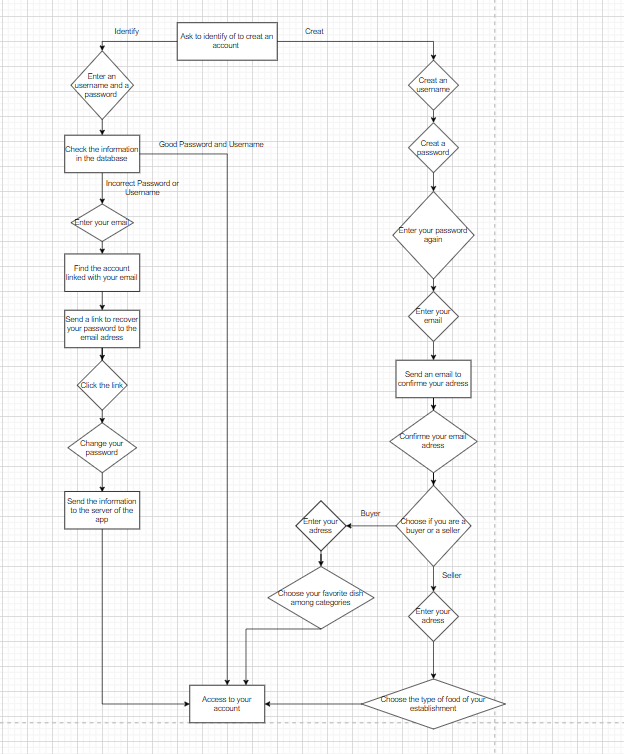 Identify
Ask to identify of to creat an
account
Creat
Enter an
username and a
password
Creat an
username
Check the information
in the database
Good Password and Username
Creat a
password
Incorrect Password or
Username
Enter your email
Enter your password
again
Find the account
linked with your email
Enter your
email
Send a link to recover
your password to the
email adress
Send an email to
confirme your adress
Click the link
Change your
password
Confirme your email
adress
Send the information
to the server of the
app
Buyer
Enter your
adress
Choose if you are a
buyer or a seller
Seller
Choose your favorite dish
among categories
Enter your
adress
Access to your
account
Choose the type of food of your
establishment